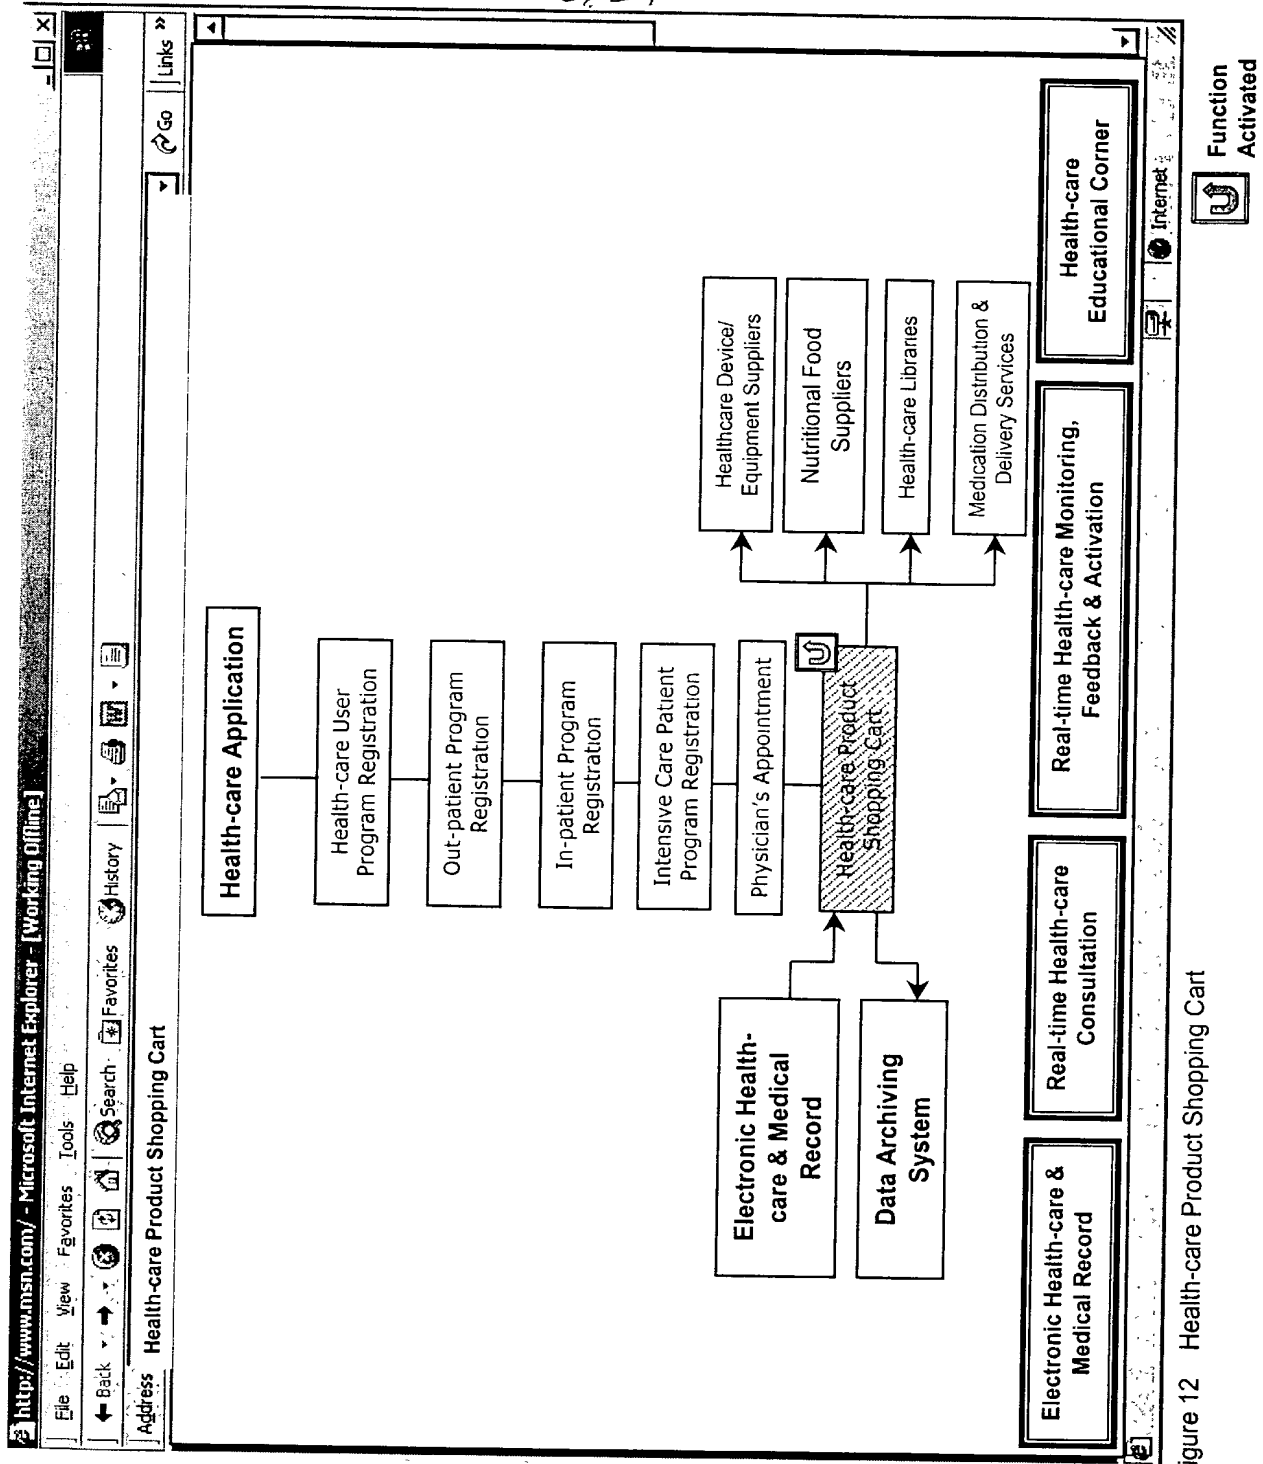 http://www.msn.com/ - Microsoft Internet Explorer - [Working Offline]
File Edit View Favorites Tools Help
Back Search Favorites History
Address Health-care Product Shopping Cart Go Links »
Health-care Application
Health-care User
Program Registration
Out-patient Program
Registration
In-patient Program
Registration
Intensive Care Patient
Program Registration
Physician's Appointment
Health-care Product
Shopping Cart
Electronic Health-
care & Medical
Record
Data Archiving
System
Healthcare Device/
Equipment Suppliers
Nutritional Food
Suppliers
Health-care Libraries
Medication Distribution &
Delivery Services
Electronic Health-care &
Medical Record
Real-time Health-care
Consultation
Real-time Health-care Monitoring,
Feedback & Activation
Health-care
Educational Corner
Internet
igure 12 Health-care Product Shopping Cart
Function
Activated